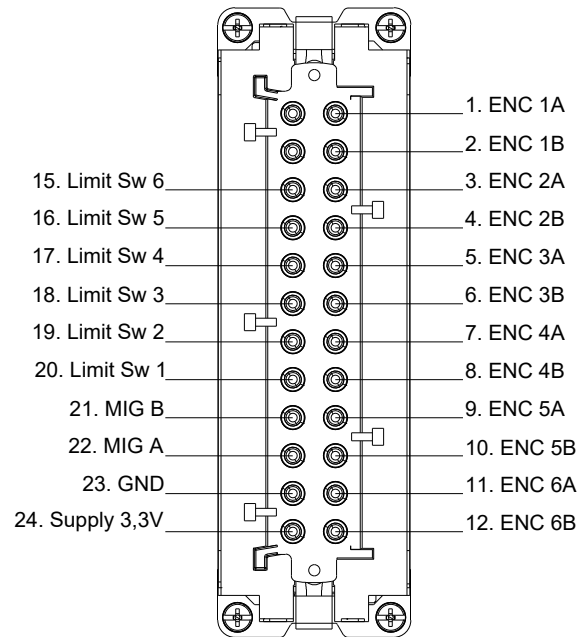 1. ENC 1A
2. ENC 1B
15. Limit Sw 6
3. ENC 2A
16. Limit Sw 5
4. ENC 2B
17. Limit Sw 4
5. ENC 3A
18. Limit Sw 3
6. ENC 3B
19. Limit Sw 2
7. ENC 4A
20. Limit Sw 1
8. ENC 4B
21. MIG B
9. ENC 5A
22. MIG A
10. ENC 5B
23. GND
11. ENC 6A
24. Supply 3,3V
12. ENC 6B